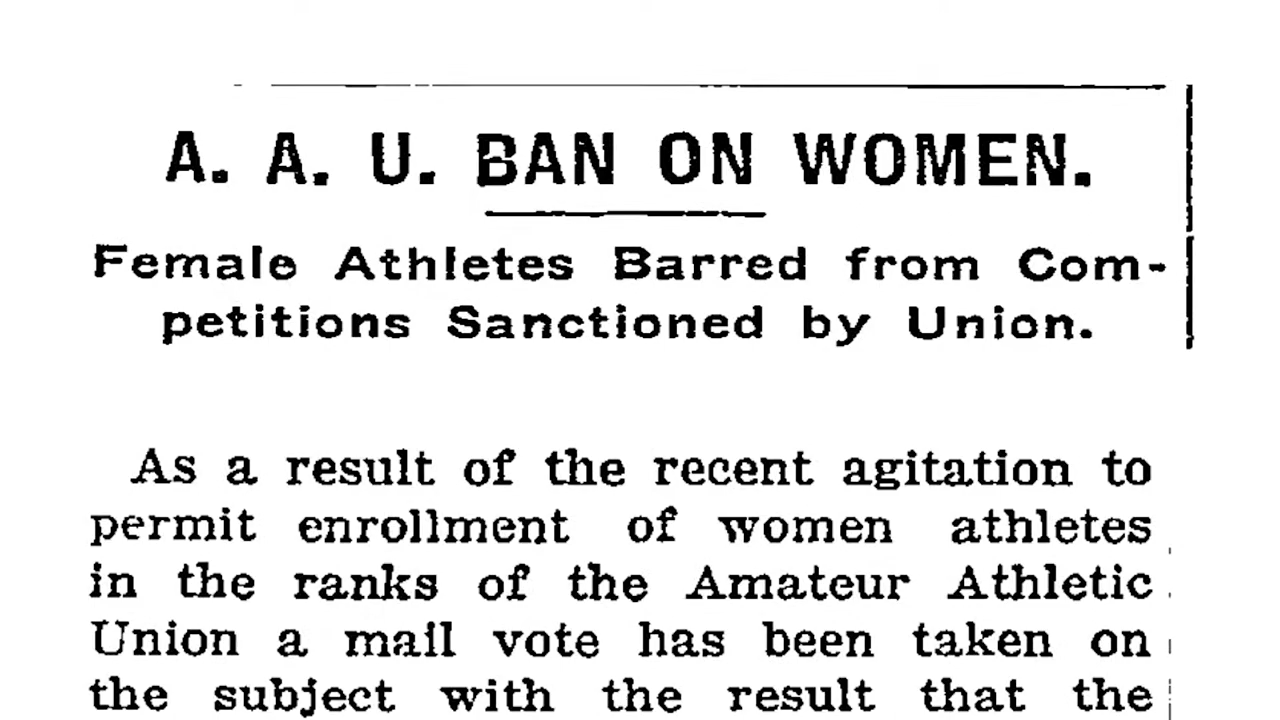 A. A. U. BAN ON WOMEN.
Female Athletes Barred from Com-
petitions Sanctioned by Union.
As a result of the recent agitation to
permit enrollment of women athletes
in the ranks of the Amateur Athletic
Union a mail vote has been taken on
the subject with the result that the